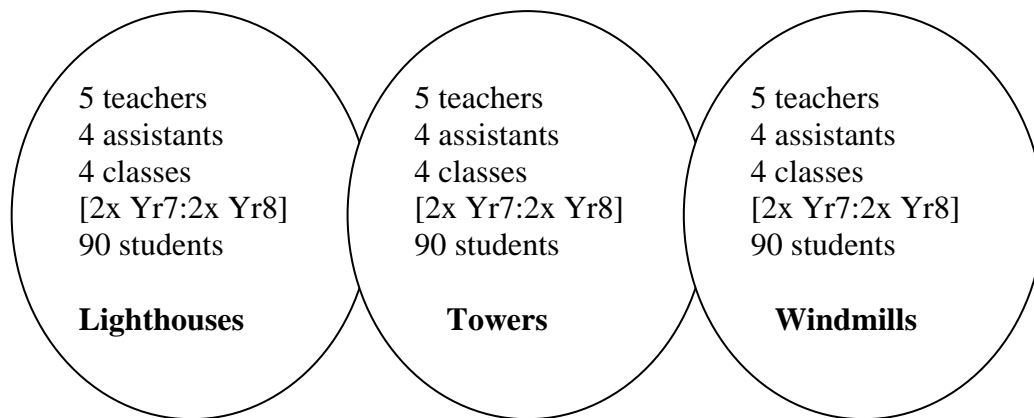 5 teachers
4 assistants
4 classes
[2x Yr7:2x Yr8]
90 students
Lighthouses
5 teachers
4 assistants
4 classes
[2x Yr7:2x Yr8]
90 students
Towers
5 teachers
4 assistants
4 classes
[2x Yr7:2x Yr8]
90 students
Windmills